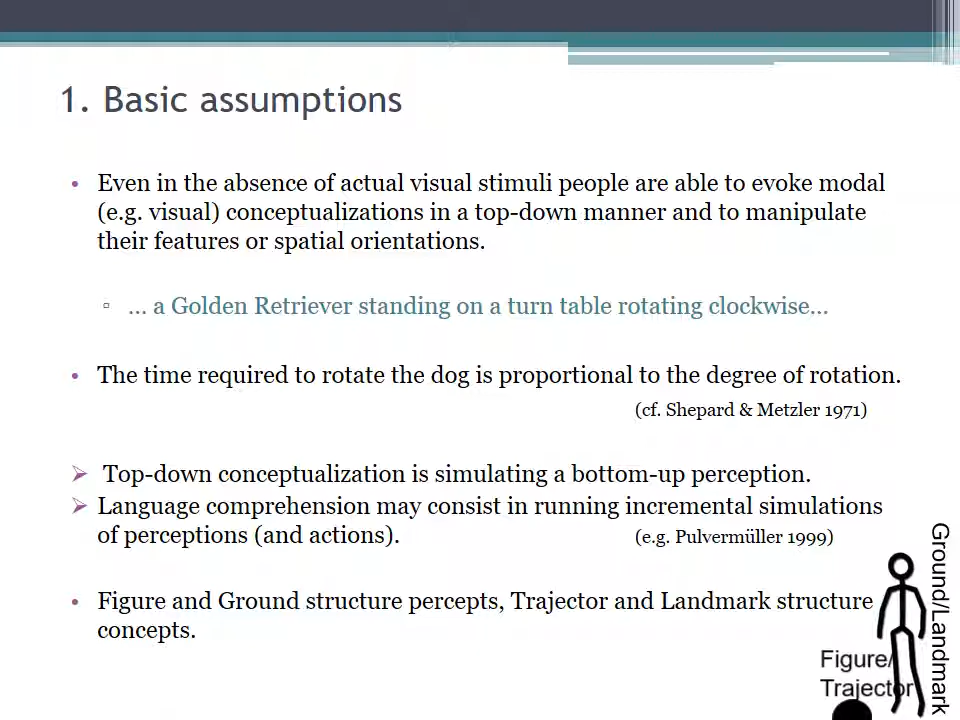 1. Basic assumptions
• Even in the absence of actual visual stimuli people are able to evoke modal
(e.g. visual) conceptualizations in a top-down manner and to manipulate
their features or spatial orientations.
▫ ... a Golden Retriever standing on a turn table rotating clockwise...
• The time required to rotate the dog is proportional to the degree of rotation.
(cf. Shepard & Metzler 1971)
➢ Top-down conceptualization is simulating a bottom-up perception.
➢ Language comprehension may consist in running incremental simulations
of perceptions (and actions). (e.g. Pulvermüller 1999)
• Figure and Ground structure percepts, Trajector and Landmark structure
concepts.
Figure/
Trajector
Ground/Landmark